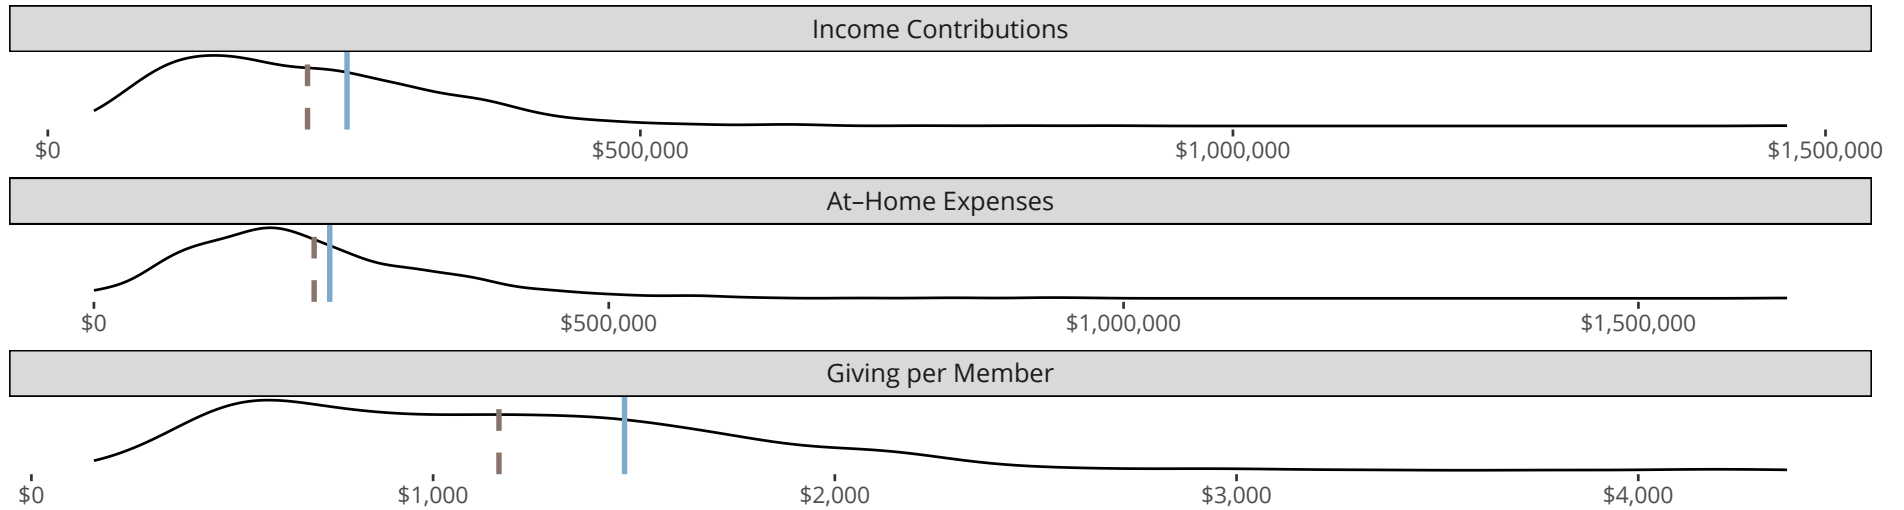 Income Contributions
$0 $500,000 $1,000,000 $1,500,000
At–Home Expenses
$0 $500,000 $1,000,000 $1,500,000
Giving per Member
$0 $1,000 $2,000 $3,000 $4,000